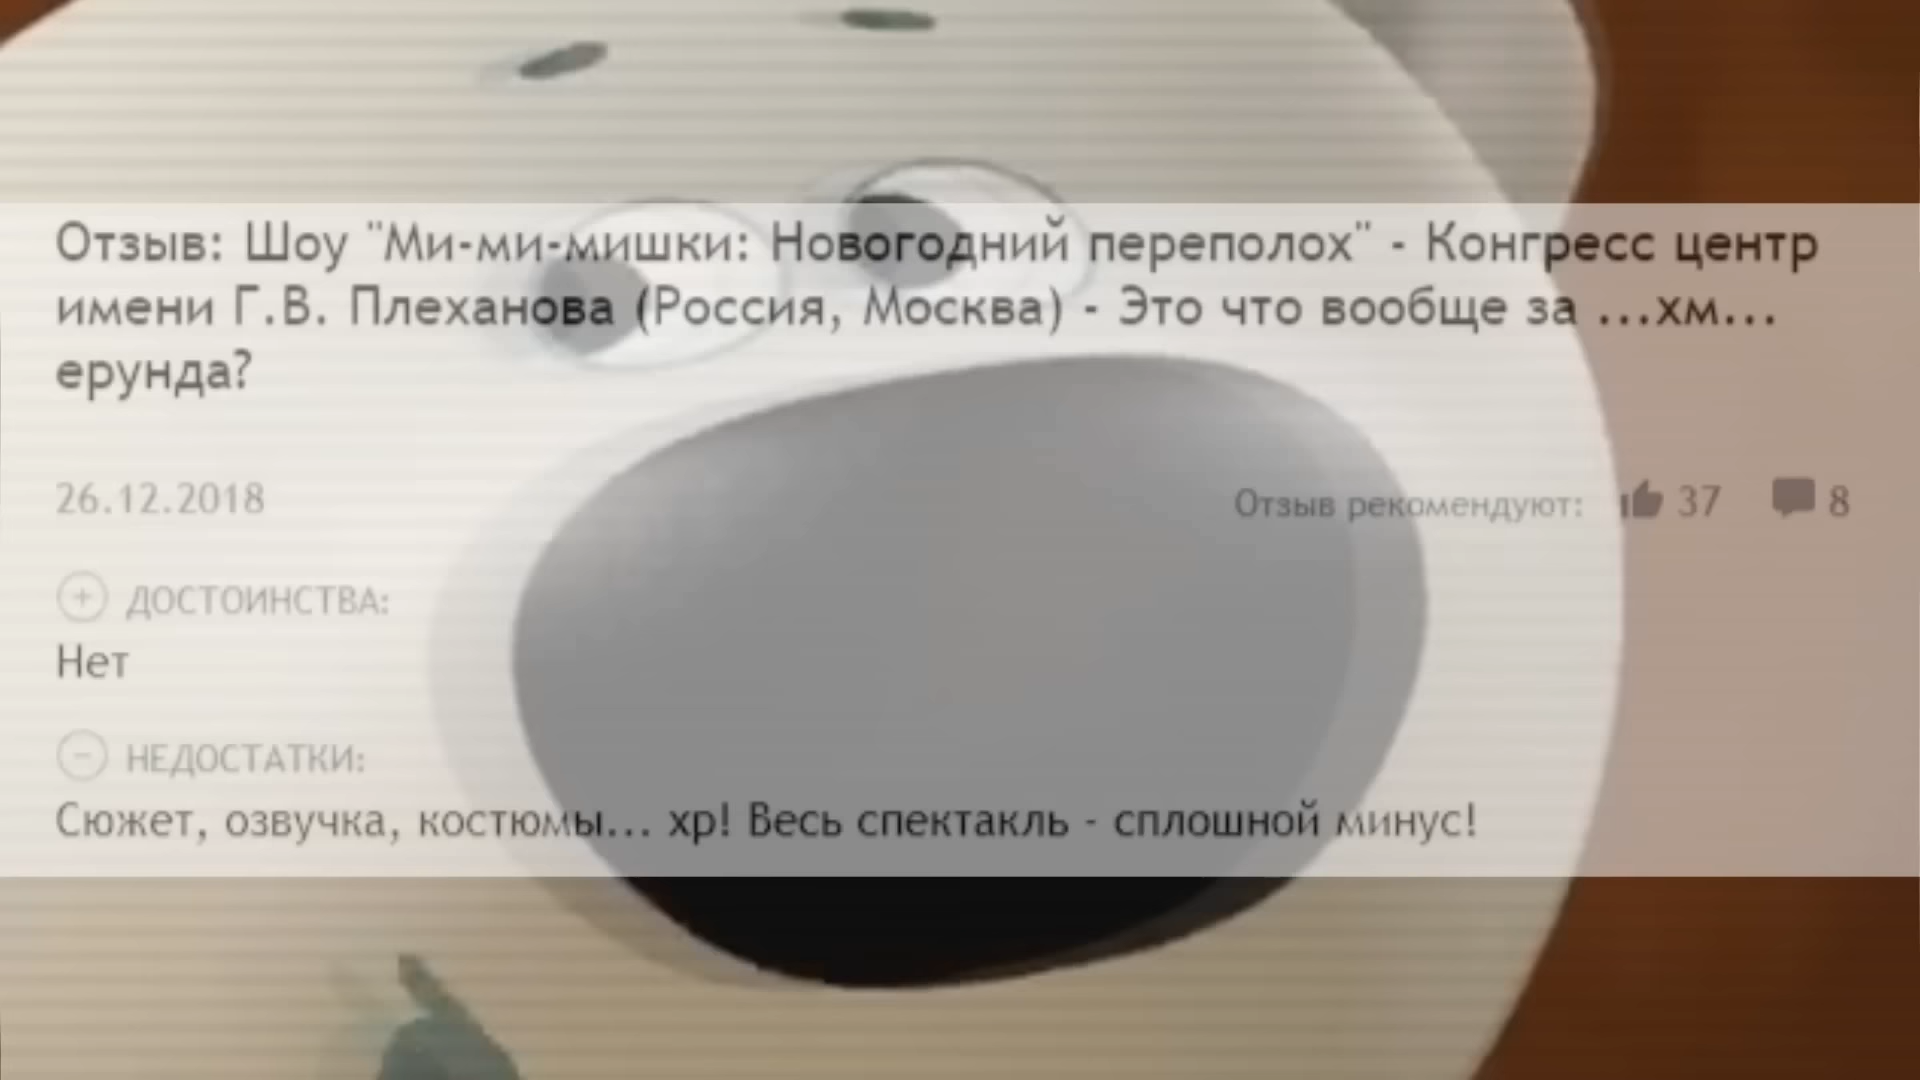 Отзыв: Шоу "Ми-ми-мишки: Новогодний переполох" - Конгресс центр
имени Г.В. Плеханова (Россия, Москва) - Это что вообще за ...хм...
ерунда?
26.12.2018
Отзыв рекомендуют: 37 8
ДОСТОИНСТВА:
Нет
НЕДОСТАТКИ:
Сюжет, озвучка, костюмы... хр! Весь спектакль - сплошной минус!